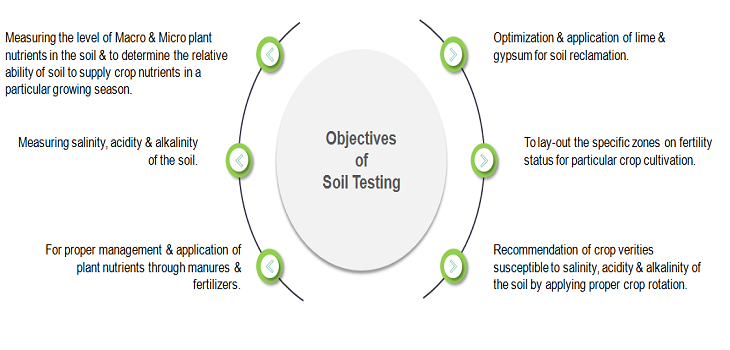 Measuring the level of Macro & Micro plant
nutrients in the soil & to determine the relative
ability of soil to supply crop nutrients in a
particular growing season.
Measuring salinity, acidity & alkalinity
of the soil.
For proper management & application of
plant nutrients through manures &
fertilizers.
Objectives
of
Soil Testing
Optimization & application of lime &
gypsum for soil reclamation.
To lay-out the specific zones on fertility
status for particular crop cultivation.
Recommendation of crop verities
susceptible to salinity, acidity & alkalinity of
the soil by applying proper crop rotation.